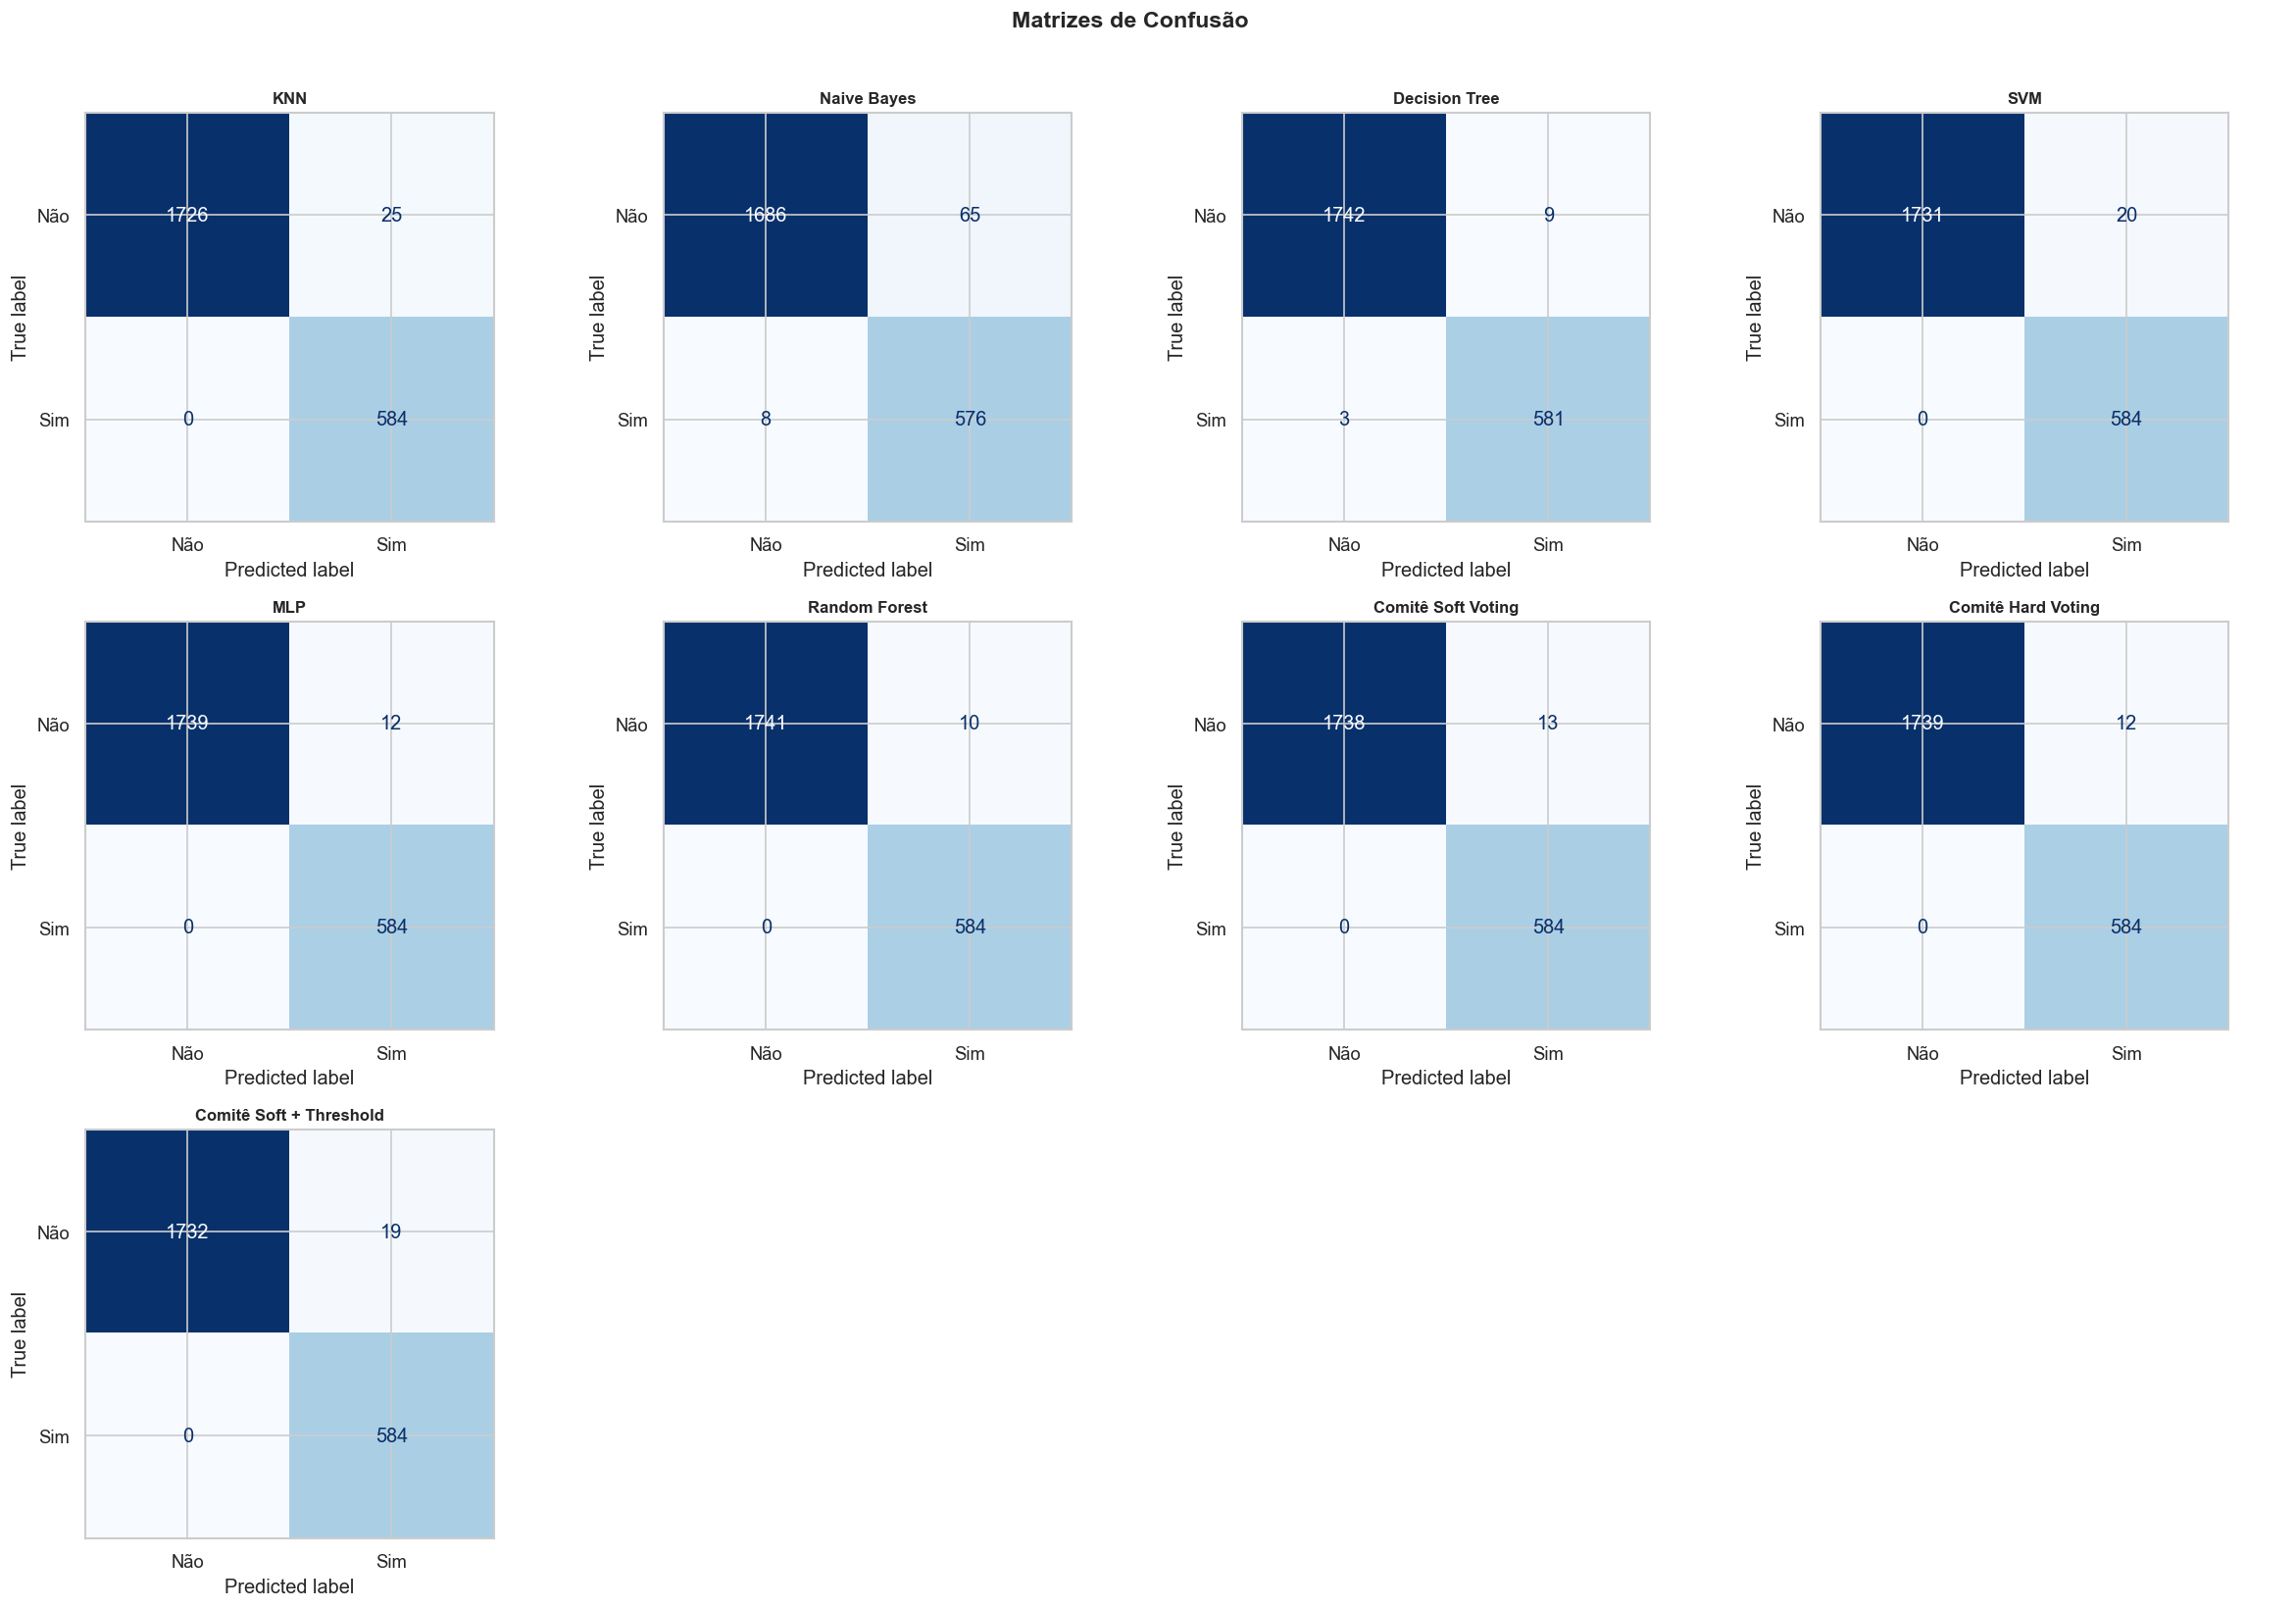 Matrizes de Confusão
KNN
Naive Bayes
Decision Tree
SVM
True label
Não
1726
25
Sim
0
584
Não
Sim
Predicted label
True label
Não
1686
65
Sim
8
576
Não
Sim
Predicted label
True label
Não
1742
9
Sim
3
581
Não
Sim
Predicted label
True label
Não
1731
20
Sim
0
584
Não
Sim
Predicted label
MLP
Random Forest
Comitê Soft Voting
Comitê Hard Voting
True label
Não
1739
12
Sim
0
584
Não
Sim
Predicted label
True label
Não
1741
10
Sim
0
584
Não
Sim
Predicted label
True label
Não
1738
13
Sim
0
584
Não
Sim
Predicted label
True label
Não
1739
12
Sim
0
584
Não
Sim
Predicted label
Comitê Soft + Threshold
True label
Não
1732
19
Sim
0
584
Não
Sim
Predicted label